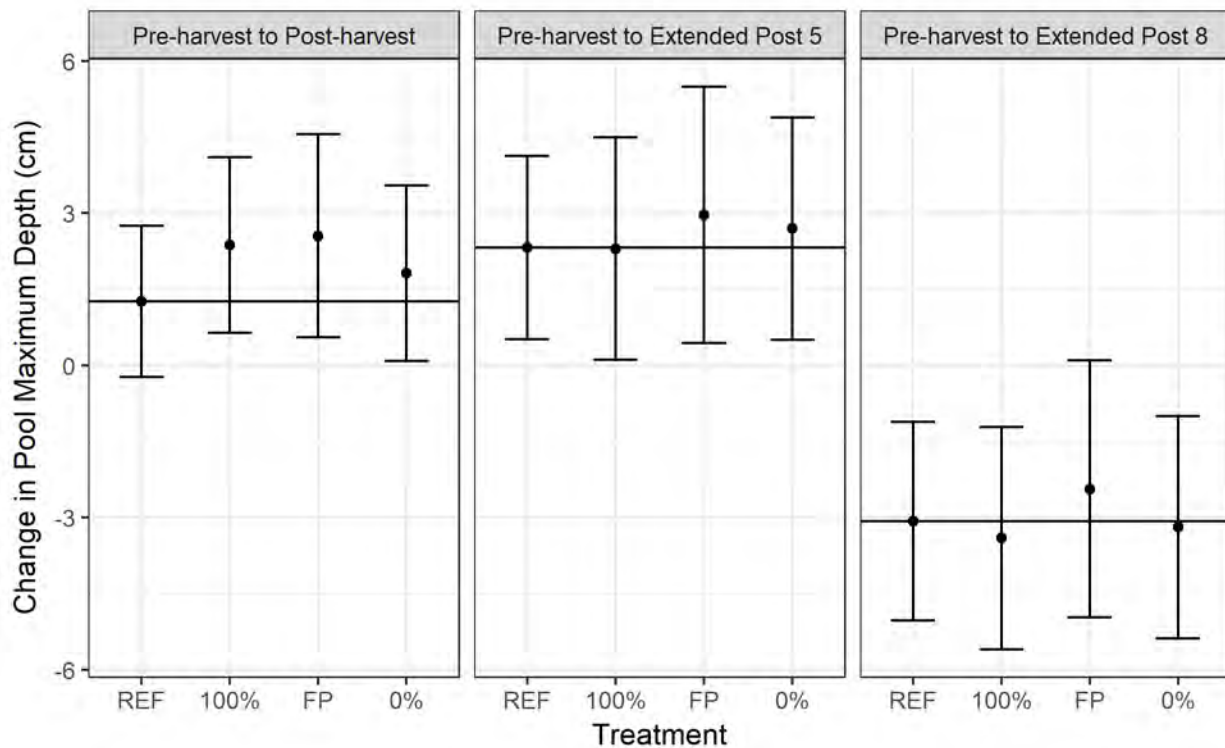 Pre-harvest to Post-harvest Pre-harvest to Extended Post 5 Pre-harvest to Extended Post 8
Change in Pool Maximum Depth (cm)
6
3
0
-3
-6
REF 100% FP 0% REF 100% FP 0% REF 100% FP 0%
Treatment